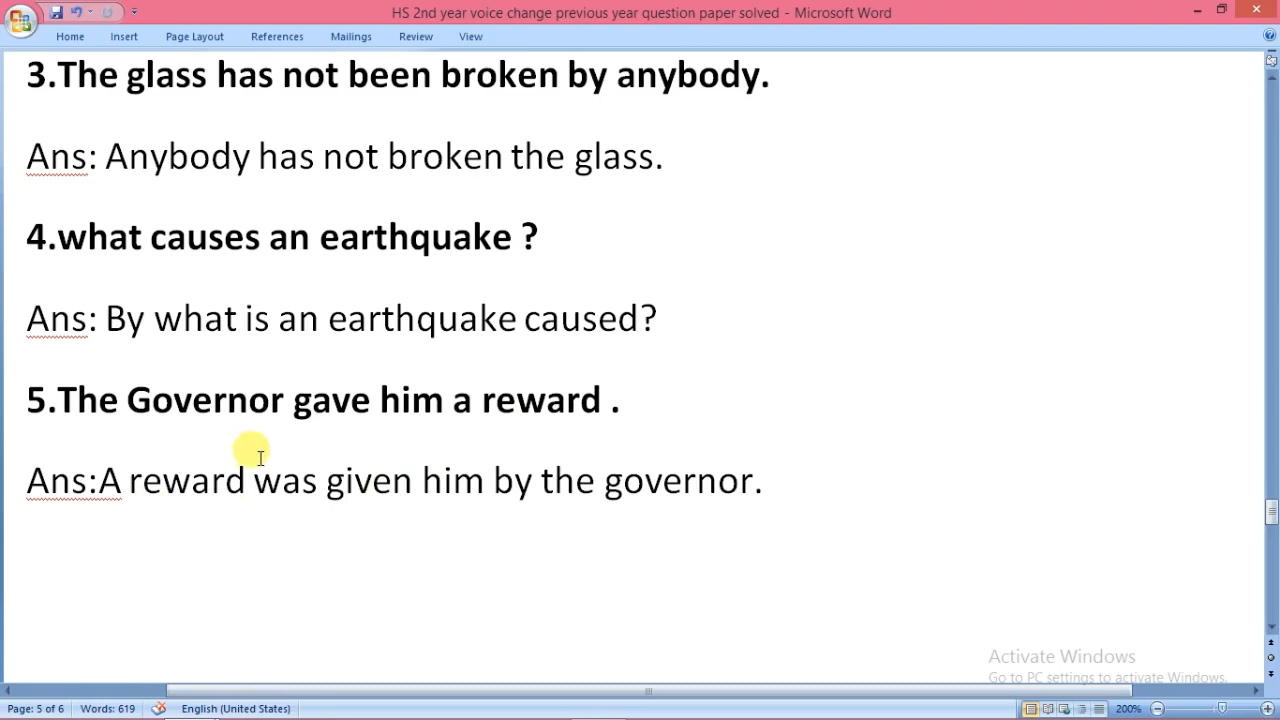 HS 2nd year voice change previous year question paper solved - Microsoft Word
Home Insert Page Layout References Mailings Review View
3.The glass has not been broken by anybody.
Ans: Anybody has not broken the glass.
4.what causes an earthquake ?
Ans: By what is an earthquake caused?
5.The Governor gave him a reward .
Ans:A reward was given him by the governor.
Activate Windows
Go to PC settings to activate Windows.
Page: 5 of 6 Words: 619 English (United States) 200%